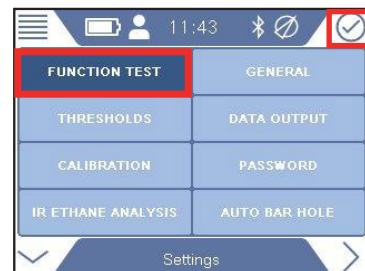 11:43
FUNCTION TEST GENERAL
THRESHOLDS DATA OUTPUT
CALIBRATION PASSWORD
IR ETHANE ANALYSIS AUTO BAR HOLE
Settings